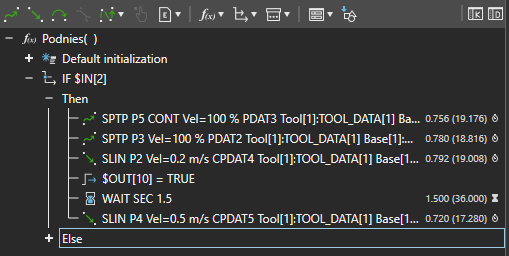 E
f(x)
K
D
f(x) Podnies( )
Default initialization
IF $IN[2]
Then
SPTP P5 CONT Vel=100 % PDAT3 Tool[1]:TOOL_DATA[1] Ba... 0.756 (19.176)
SPTP P3 Vel=100 % PDAT2 Tool[1]:TOOL_DATA[1] Base[1]:... 0.780 (18.816)
SLIN P2 Vel=0.2 m/s CPDAT4 Tool[1]:TOOL_DATA[1] Base[1... 0.792 (19.008)
$OUT[10] = TRUE
WAIT SEC 1.5 1.500 (36.000)
SLIN P4 Vel=0.5 m/s CPDAT5 Tool[1]:TOOL_DATA[1] Base[1... 0.720 (17.280)
Else